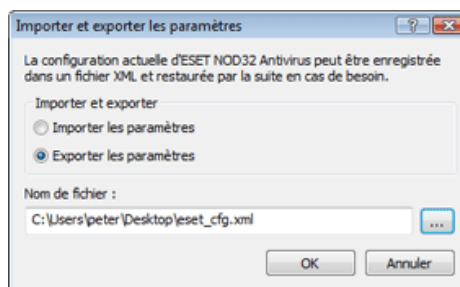 Importer et exporter les paramètres
La configuration actuelle d'ESET NOD32 Antivirus peut être enregistrée
dans un fichier XML et restaurée par la suite en cas de besoin.
Importer et exporter
Importer les paramètres
Exporter les paramètres
Nom de fichier :
C:\Users\peter\Desktop\eset_cfg.xml
...
OK Annuler